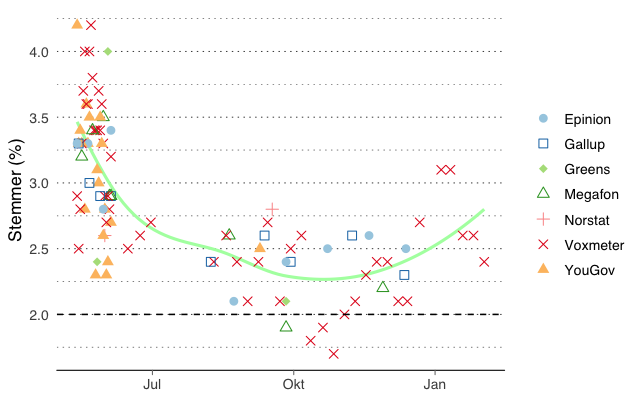 4.0
3.5
3.0
2.5
2.0
Stemmer (%)
Jul
Okt
Jan
Epinion
Gallup
Greens
Megafon
Norstat
Voxmeter
YouGov